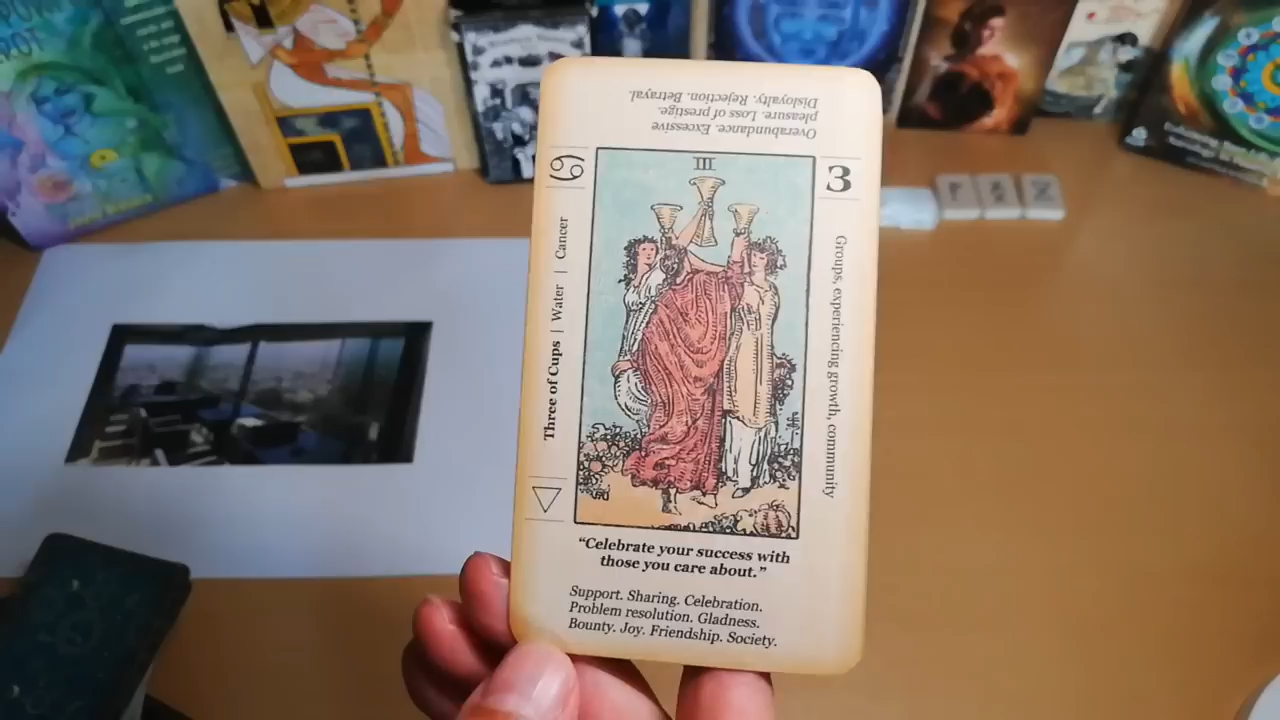 Overabundance. Excessive
pleasure. Loss of prestige.
Disloyalty. Rejection. Betrayal.
III
3
Three of Cups | Water | Cancer
Groups, experiencing growth, community
“Celebrate your success with
those you care about.”
Support. Sharing. Celebration.
Problem resolution. Gladness.
Bounty. Joy. Friendship. Society.